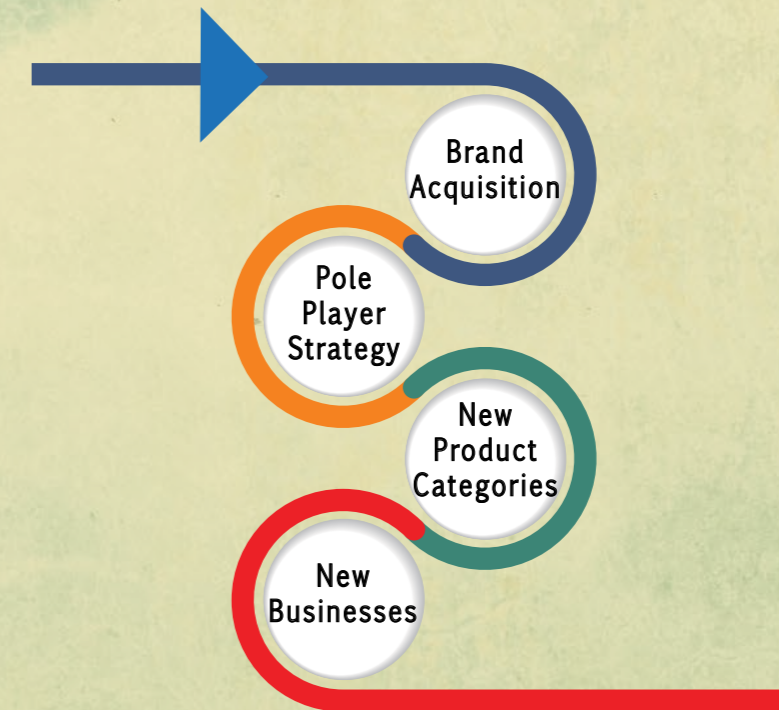 Brand
Acquisition
Pole
Player
Strategy
New
Product
Categories
New
Businesses